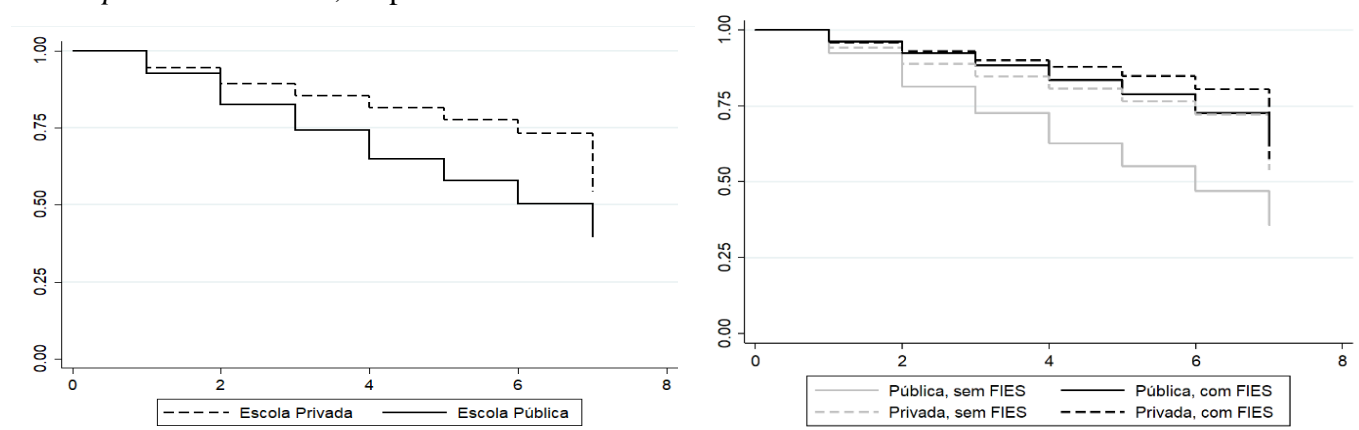 1.00
0.75
0.50
0.25
0.00
0 2 4 6 8
Escola Privada Escola Pública
1.00
0.75
0.50
0.25
0.00
0 2 4 6 8
Pública, sem FIES Pública, com FIES
Privada, sem FIES Privada, com FIES